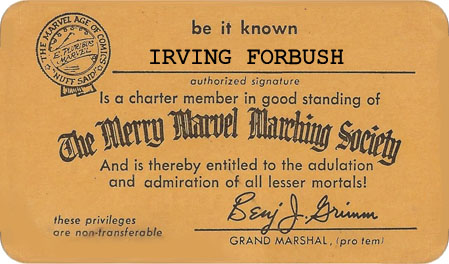 THE MARVEL AGE OF COMICS
E PLURIBUS
MARVEL
'NUFF SAID!
be it known
IRVING FORBUSH
authorized signature
Is a charter member in good standing of
The Merry Marvel Marching Society
And is thereby entitled to the adulation
and admiration of all lesser mortals!
these privileges
are non-transferable
Benj J. Grimm
GRAND MARSHAL, (pro tem)